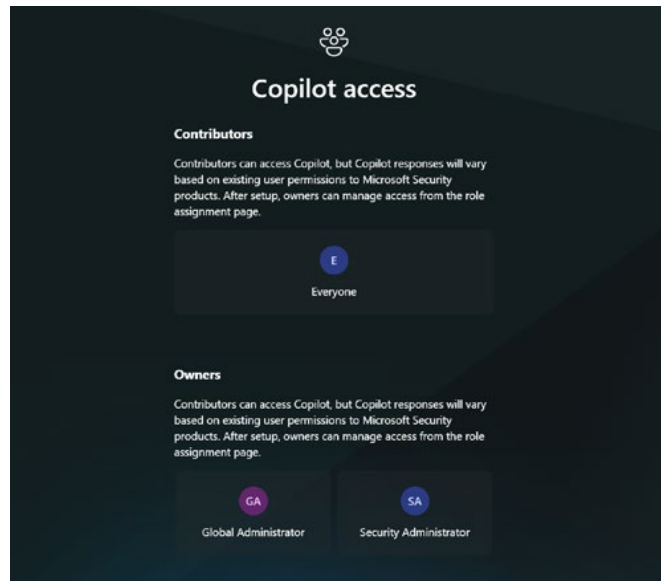 Copilot access
Contributors
Contributors can access Copilot, but Copilot responses will vary
based on existing user permissions to Microsoft Security
products. After setup, owners can manage access from the role
assignment page.
E
Everyone
Owners
Contributors can access Copilot, but Copilot responses will vary
based on existing user permissions to Microsoft Security
products. After setup, owners can manage access from the role
assignment page.
GA
SA
Global Administrator
Security Administrator